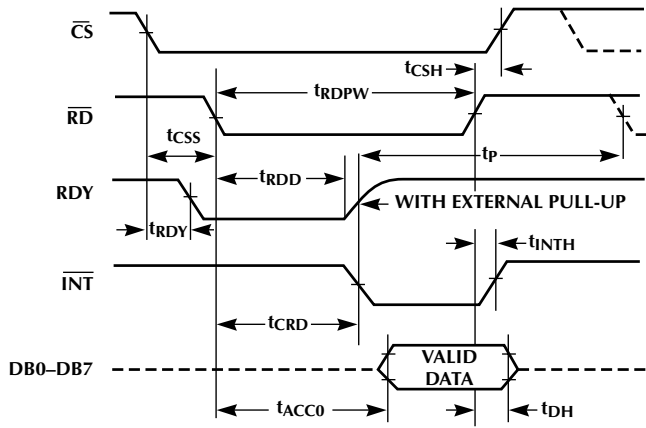 CS
tCSH
tRDPW
RD
tCSS
tP
tRDD
RDY
WITH EXTERNAL PULL-UP
tRDY
tINTH
INT
tCRD
DB0–DB7
VALID
DATA
tACC0
tDH